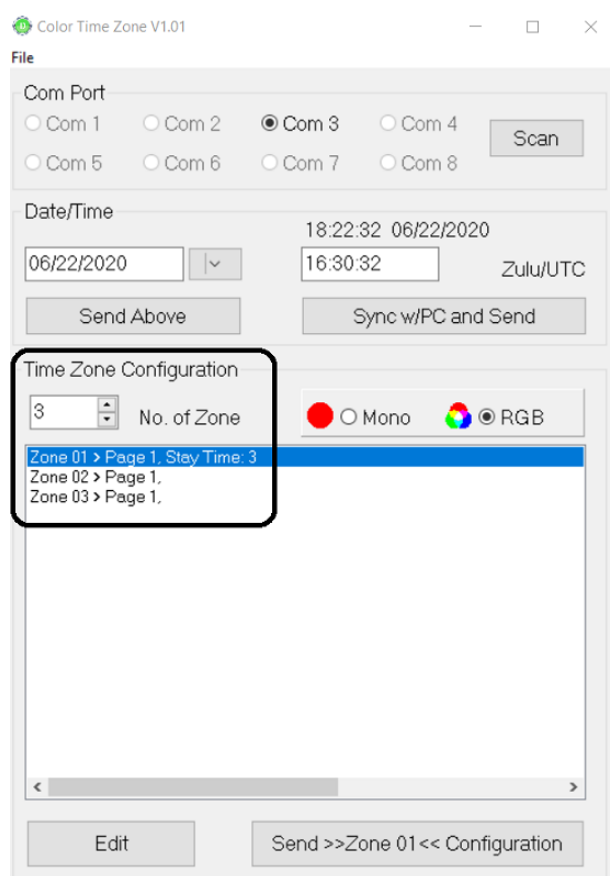 Color Time Zone V1.01
File
Com Port
Com 1 Com 2 Com 3 Com 4 Scan
Com 5 Com 6 Com 7 Com 8
Date/Time
18:22:32 06/22/2020
06/22/2020 16:30:32 Zulu/UTC
Send Above Sync w/PC and Send
Time Zone Configuration
3 No. of Zone Mono RGB
Zone 01 > Page 1, Stay Time: 3
Zone 02 > Page 1,
Zone 03 > Page 1,
Edit Send >>Zone 01<< Configuration